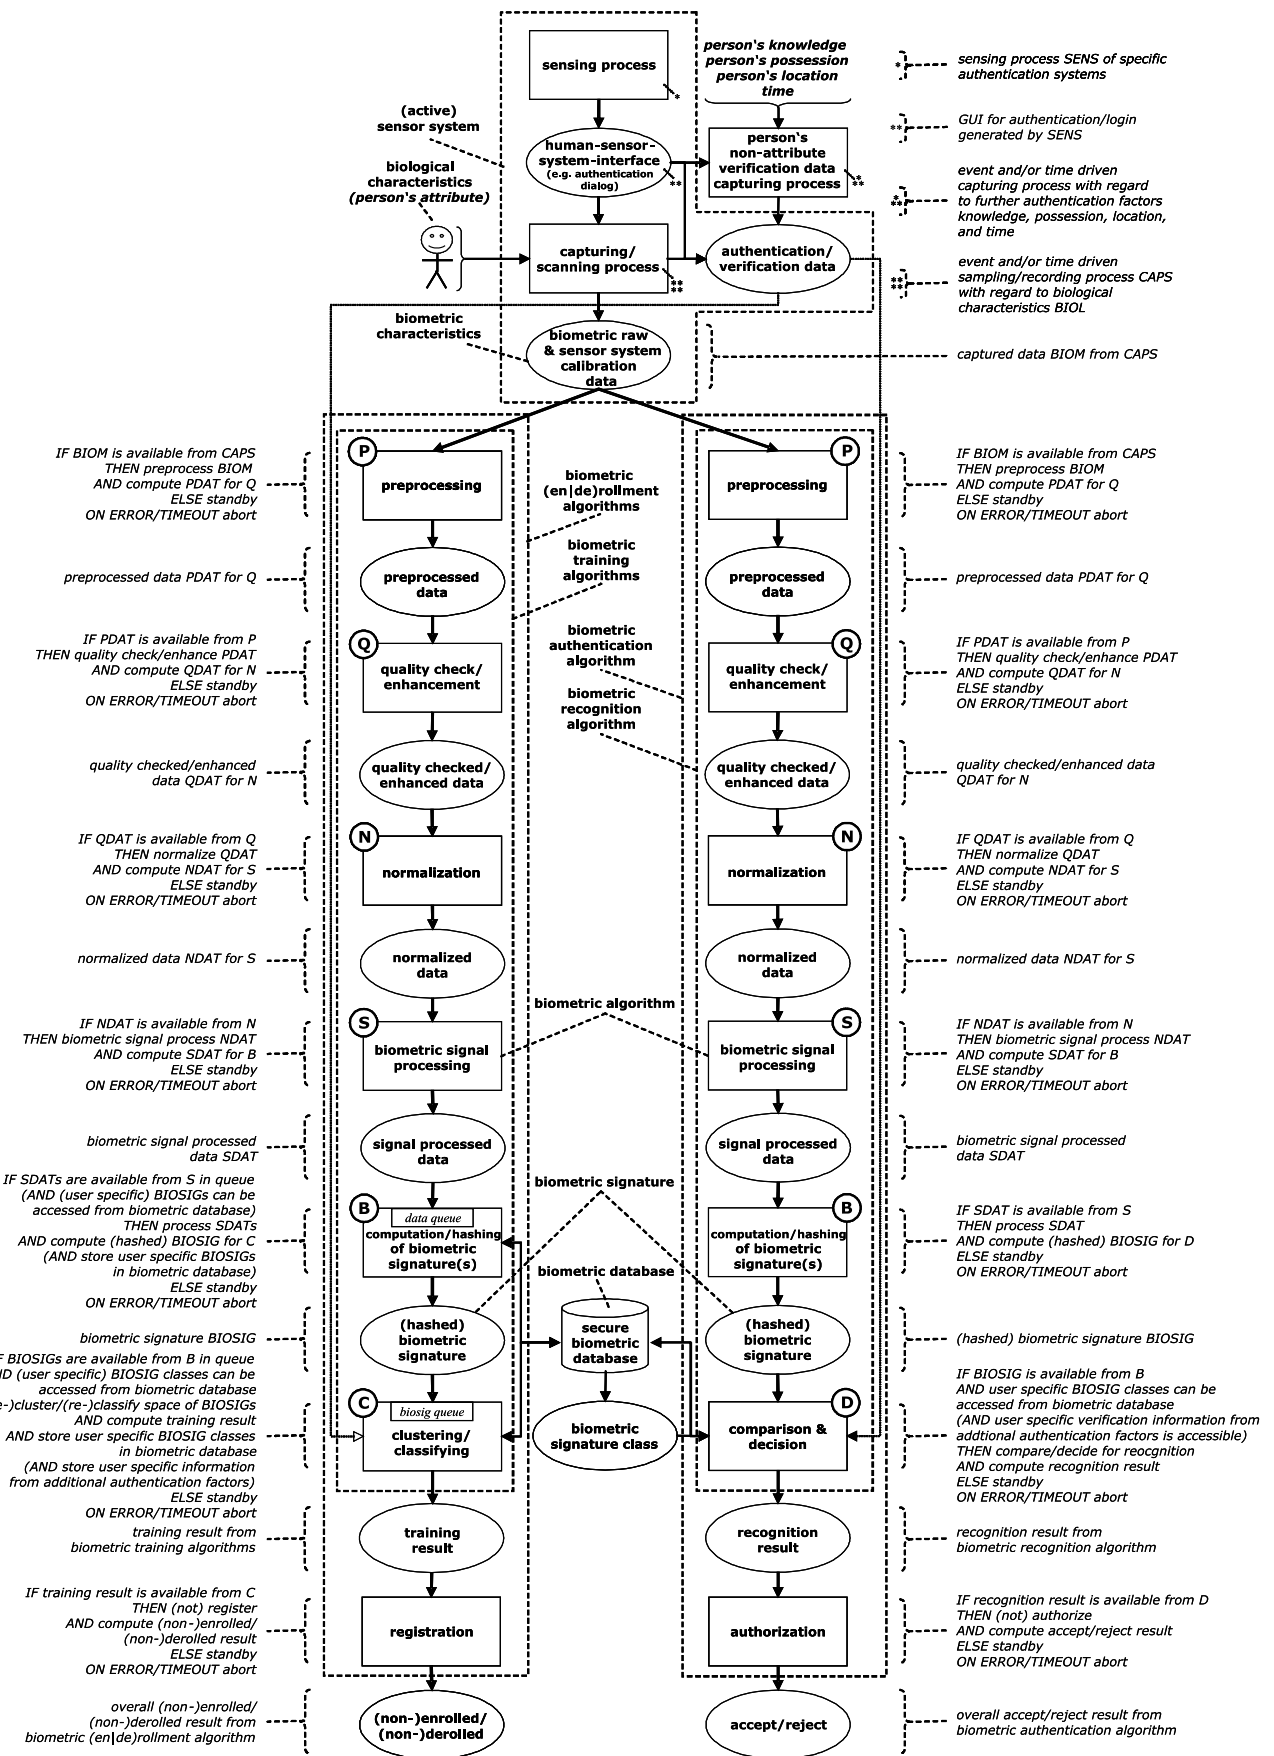 sensing process
*
person's knowledge
person's possession
person's location
time
*
sensing process SENS of specific
authentication systems
(active)
sensor system
human-sensor-
system-interface
(e.g. authentication
dialog)
**
person's
non-attribute
verification data
capturing process
*
**
**
GUI for authentication/login
generated by SENS
biological
characteristics
(person's attribute)
*
**
event and/or time driven
capturing process with regard
to further authentication factors
knowledge, possession, location,
and time
capturing/
scanning process
**
**
authentication/
verification data
**
**
event and/or time driven
sampling/recording process CAPS
with regard to biological
characteristics BIOL
biometric
characteristics
biometric raw
& sensor system
calibration
data
captured data BIOM from CAPS
IF BIOM is available from CAPS
THEN preprocess BIOM
AND compute PDAT for Q
ELSE standby
ON ERROR/TIMEOUT abort
P
preprocessing
biometric
(en|de)rollment
algorithms
P
preprocessing
IF BIOM is available from CAPS
THEN preprocess BIOM
AND compute PDAT for Q
ELSE standby
ON ERROR/TIMEOUT abort
preprocessed data PDAT for Q
preprocessed
data
biometric
training
algorithms
preprocessed
data
preprocessed data PDAT for Q
IF PDAT is available from P
THEN quality check/enhance PDAT
AND compute QDAT for N
ELSE standby
ON ERROR/TIMEOUT abort
Q
quality check/
enhancement
biometric
authentication
algorithm
Q
quality check/
enhancement
IF PDAT is available from P
THEN quality check/enhance PDAT
AND compute QDAT for N
ELSE standby
ON ERROR/TIMEOUT abort
biometric
recognition
algorithm
quality checked/enhanced
data QDAT for N
quality checked/
enhanced data
quality checked/
enhanced data
quality checked/enhanced data
QDAT for N
IF QDAT is available from Q
THEN normalize QDAT
AND compute NDAT for S
ELSE standby
ON ERROR/TIMEOUT abort
N
normalization
N
normalization
IF QDAT is available from Q
THEN normalize QDAT
AND compute NDAT for S
ELSE standby
ON ERROR/TIMEOUT abort
normalized data NDAT for S
normalized
data
normalized
data
normalized data NDAT for S
biometric algorithm
IF NDAT is available from N
THEN biometric signal process NDAT
AND compute SDAT for B
ELSE standby
ON ERROR/TIMEOUT abort
S
biometric signal
processing
S
biometric signal
processing
IF NDAT is available from N
THEN biometric signal process NDAT
AND compute SDAT for B
ELSE standby
ON ERROR/TIMEOUT abort
biometric signal processed
data SDAT
signal processed
data
signal processed
data
biometric signal processed
data SDAT
biometric signature
IF SDATs are available from S in queue
(AND (user specific) BIOSIGs can be
accessed from biometric database)
THEN process SDATs
AND compute (hashed) BIOSIG for C
(AND store user specific BIOSIGs
in biometric database)
ELSE standby
ON ERROR/TIMEOUT abort
B
data queue
computation/hashing
of biometric
signature(s)
B
computation/hashing
of biometric
signature(s)
IF SDAT is available from S
THEN process SDAT
AND compute (hashed) BIOSIG for D
ELSE standby
ON ERROR/TIMEOUT abort
biometric database
biometric signature BIOSIG
(hashed)
biometric
signature
secure
biometric
database
(hashed)
biometric
signature
(hashed) biometric signature BIOSIG
BIOSIGs are available from B in queue
(user specific) BIOSIG classes can be
accessed from biometric database
-)cluster/(re-)classify space of BIOSIGs
AND compute training result
AND store user specific BIOSIG classes
in biometric database
(AND store user specific information
from additional authentication factors)
ELSE standby
ON ERROR/TIMEOUT abort
C
biosig queue
clustering/
classifying
biometric
signature class
D
comparison &
decision
IF BIOSIG is available from B
AND user specific BIOSIG classes can be
accessed from biometric database
(AND user specific verification information from
addtional authentication factors is accessible)
THEN compare/decide for reocgnition
AND compute recognition result
ELSE standby
ON ERROR/TIMEOUT abort
training result from
biometric training algorithms
training
result
recognition
result
recognition result from
biometric recognition algorithm
IF training result is available from C
THEN (not) register
AND compute (non-)enrolled/
(non-)derolled result
ELSE standby
ON ERROR/TIMEOUT abort
registration
authorization
IF recognition result is available from D
THEN (not) authorize
AND compute accept/reject result
ELSE standby
ON ERROR/TIMEOUT abort
overall (non-)enrolled/
(non-)derolled result from
biometric (en|de)rollment algorithm
(non-)enrolled/
(non-)derolled
accept/reject
overall accept/reject result from
biometric authentication algorithm